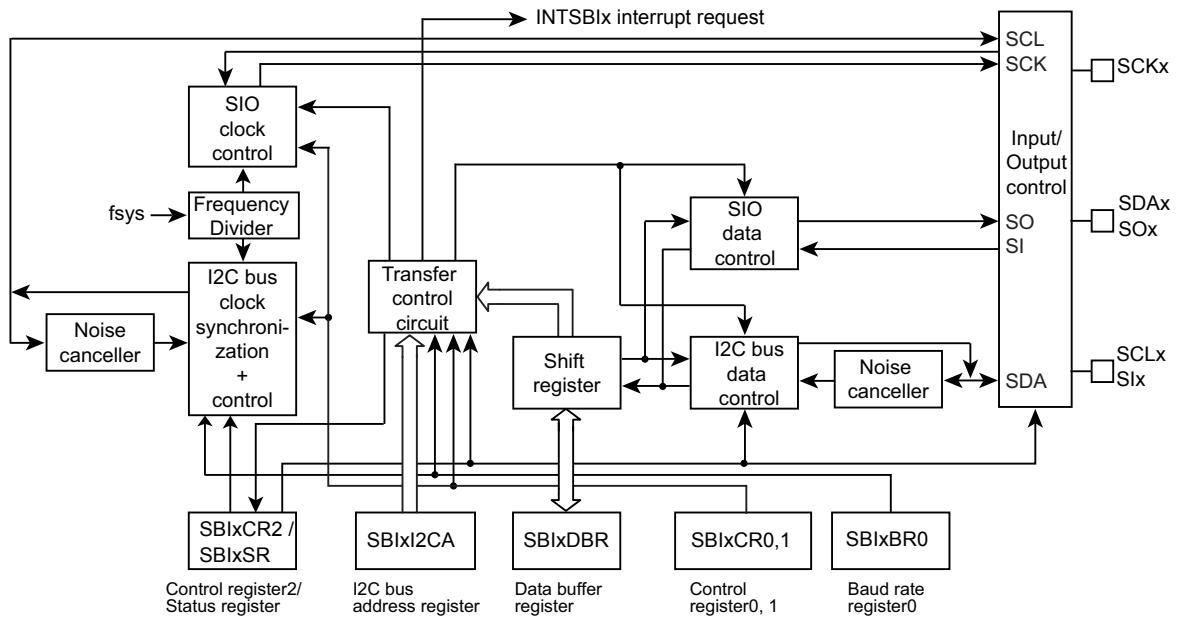 INTSBIx interrupt request
SCL
SCK
SCKx
SIO
clock
control
Input/
Output
control
fsys
Frequency
Divider
SIO
data
control
SO
SI
SDAx
SOx
I2C bus
clock
synchroni-
zation
+
control
Transfer
control
circuit
Noise
canceller
Shift
register
I2C bus
data
control
Noise
canceller
SDA
SCLx
SIx
SBIxCR2 /
SBIxSR
SBIxI2CA
SBIxDBR
SBIxCR0,1
SBIxBR0
Control register2/
Status register
I2C bus
address register
Data buffer
register
Control
register0, 1
Baud rate
register0